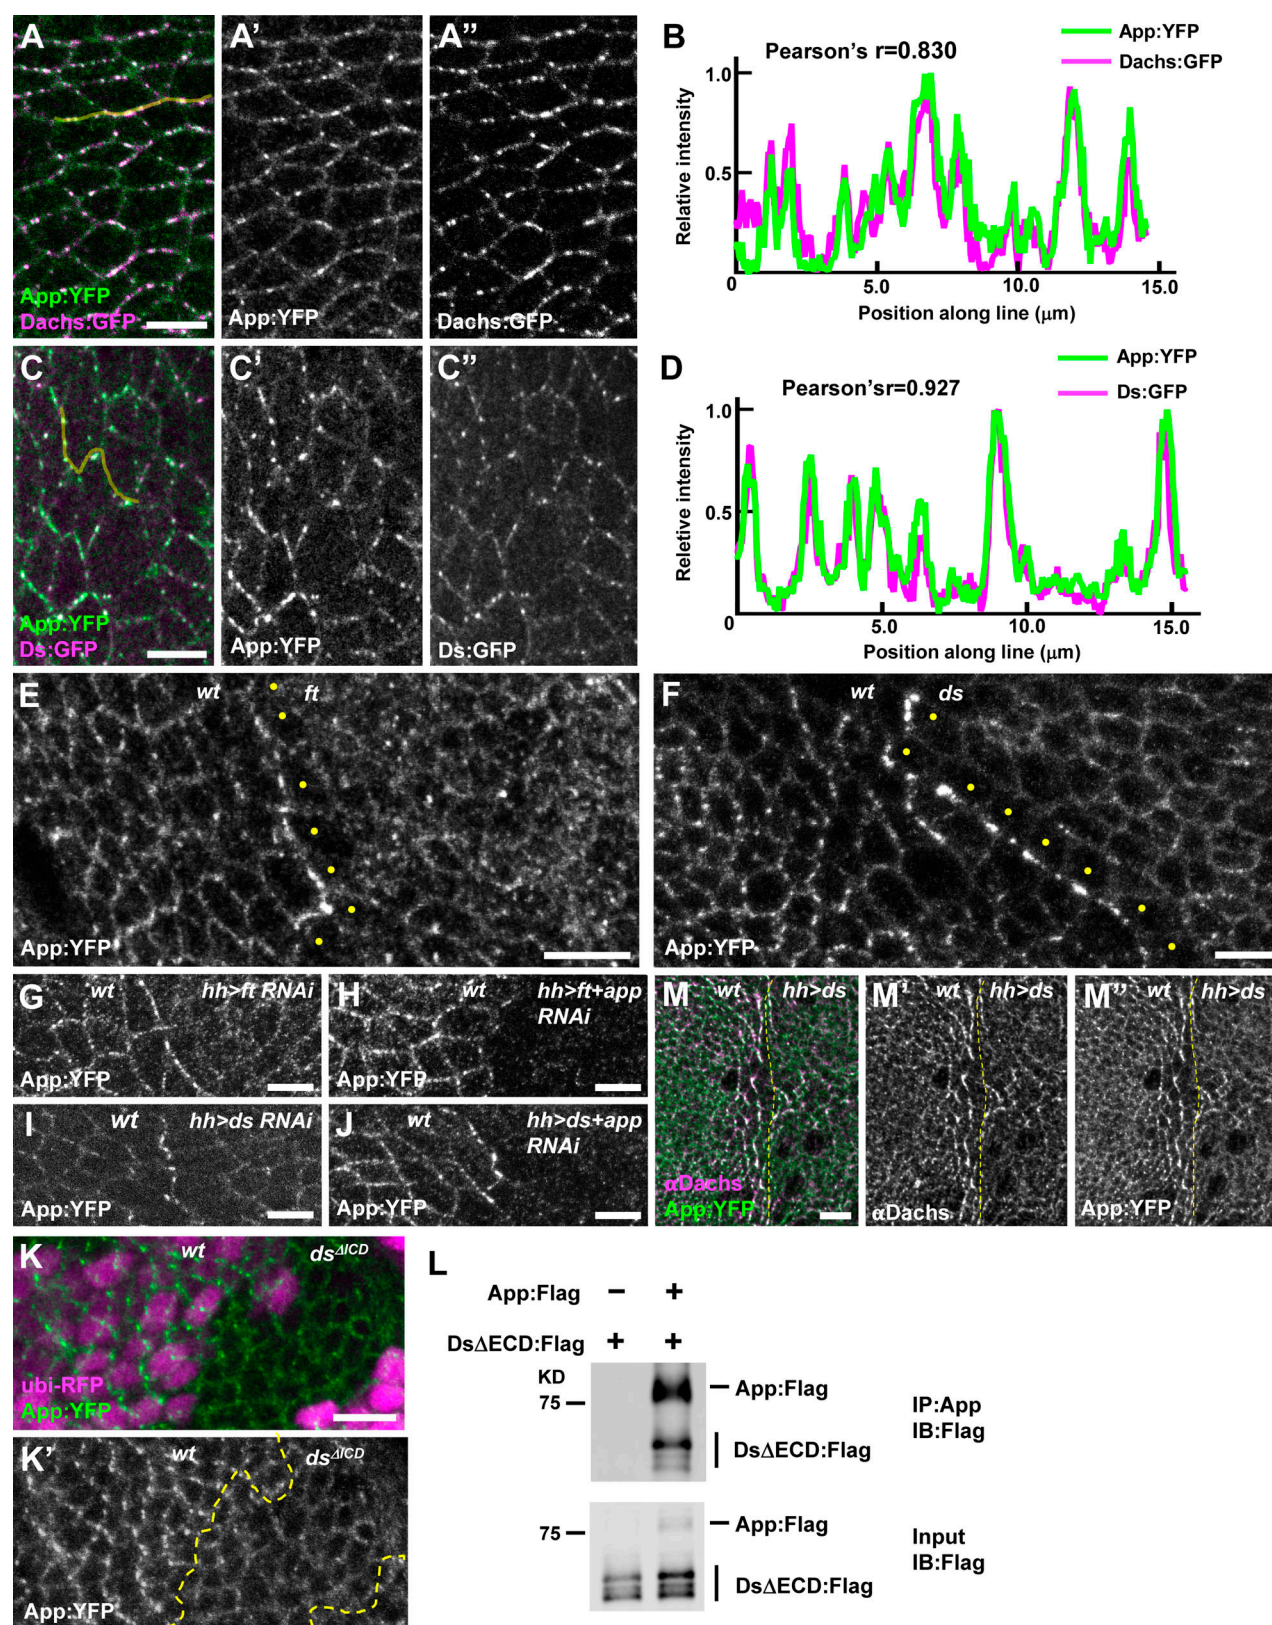 A
App:YFP
Dachs:GFP
A'
App:YFP
A''
Dachs:GFP
B
Pearson's r=0.830
App:YFP
Dachs:GFP
Relative intensity
1.0
0.5
0
5.0
10.0
15.0
Position along line (μm)
C
App:YFP
Ds:GFP
C'
App:YFP
C''
Ds:GFP
D
Pearson'sr=0.927
App:YFP
Ds:GFP
Reletive intensity
1.0
0.5
0
5.0
10.0
15.0
Position along line (μm)
E
wt
ft
App:YFP
F
wt
ds
App:YFP
G
wt
hh>ft RNAi
App:YFP
H
wt
hh>ft+app
RNAi
App:YFP
I
wt
hh>ds RNAi
App:YFP
J
wt
hh>ds+app
RNAi
App:YFP
M
wt
hh>ds
αDachs
App:YFP
M'
wt
hh>ds
αDachs
M''
wt
hh>ds
App:YFP
K
wt
ds^ΔICD
ubi-RFP
App:YFP
K'
wt
ds^ΔICD
App:YFP
L
App:Flag − +
DsΔECD:Flag + +
KD
75
App:Flag
DsΔECD:Flag
IP:App
IB:Flag
75
App:Flag
DsΔECD:Flag
Input
IB:Flag